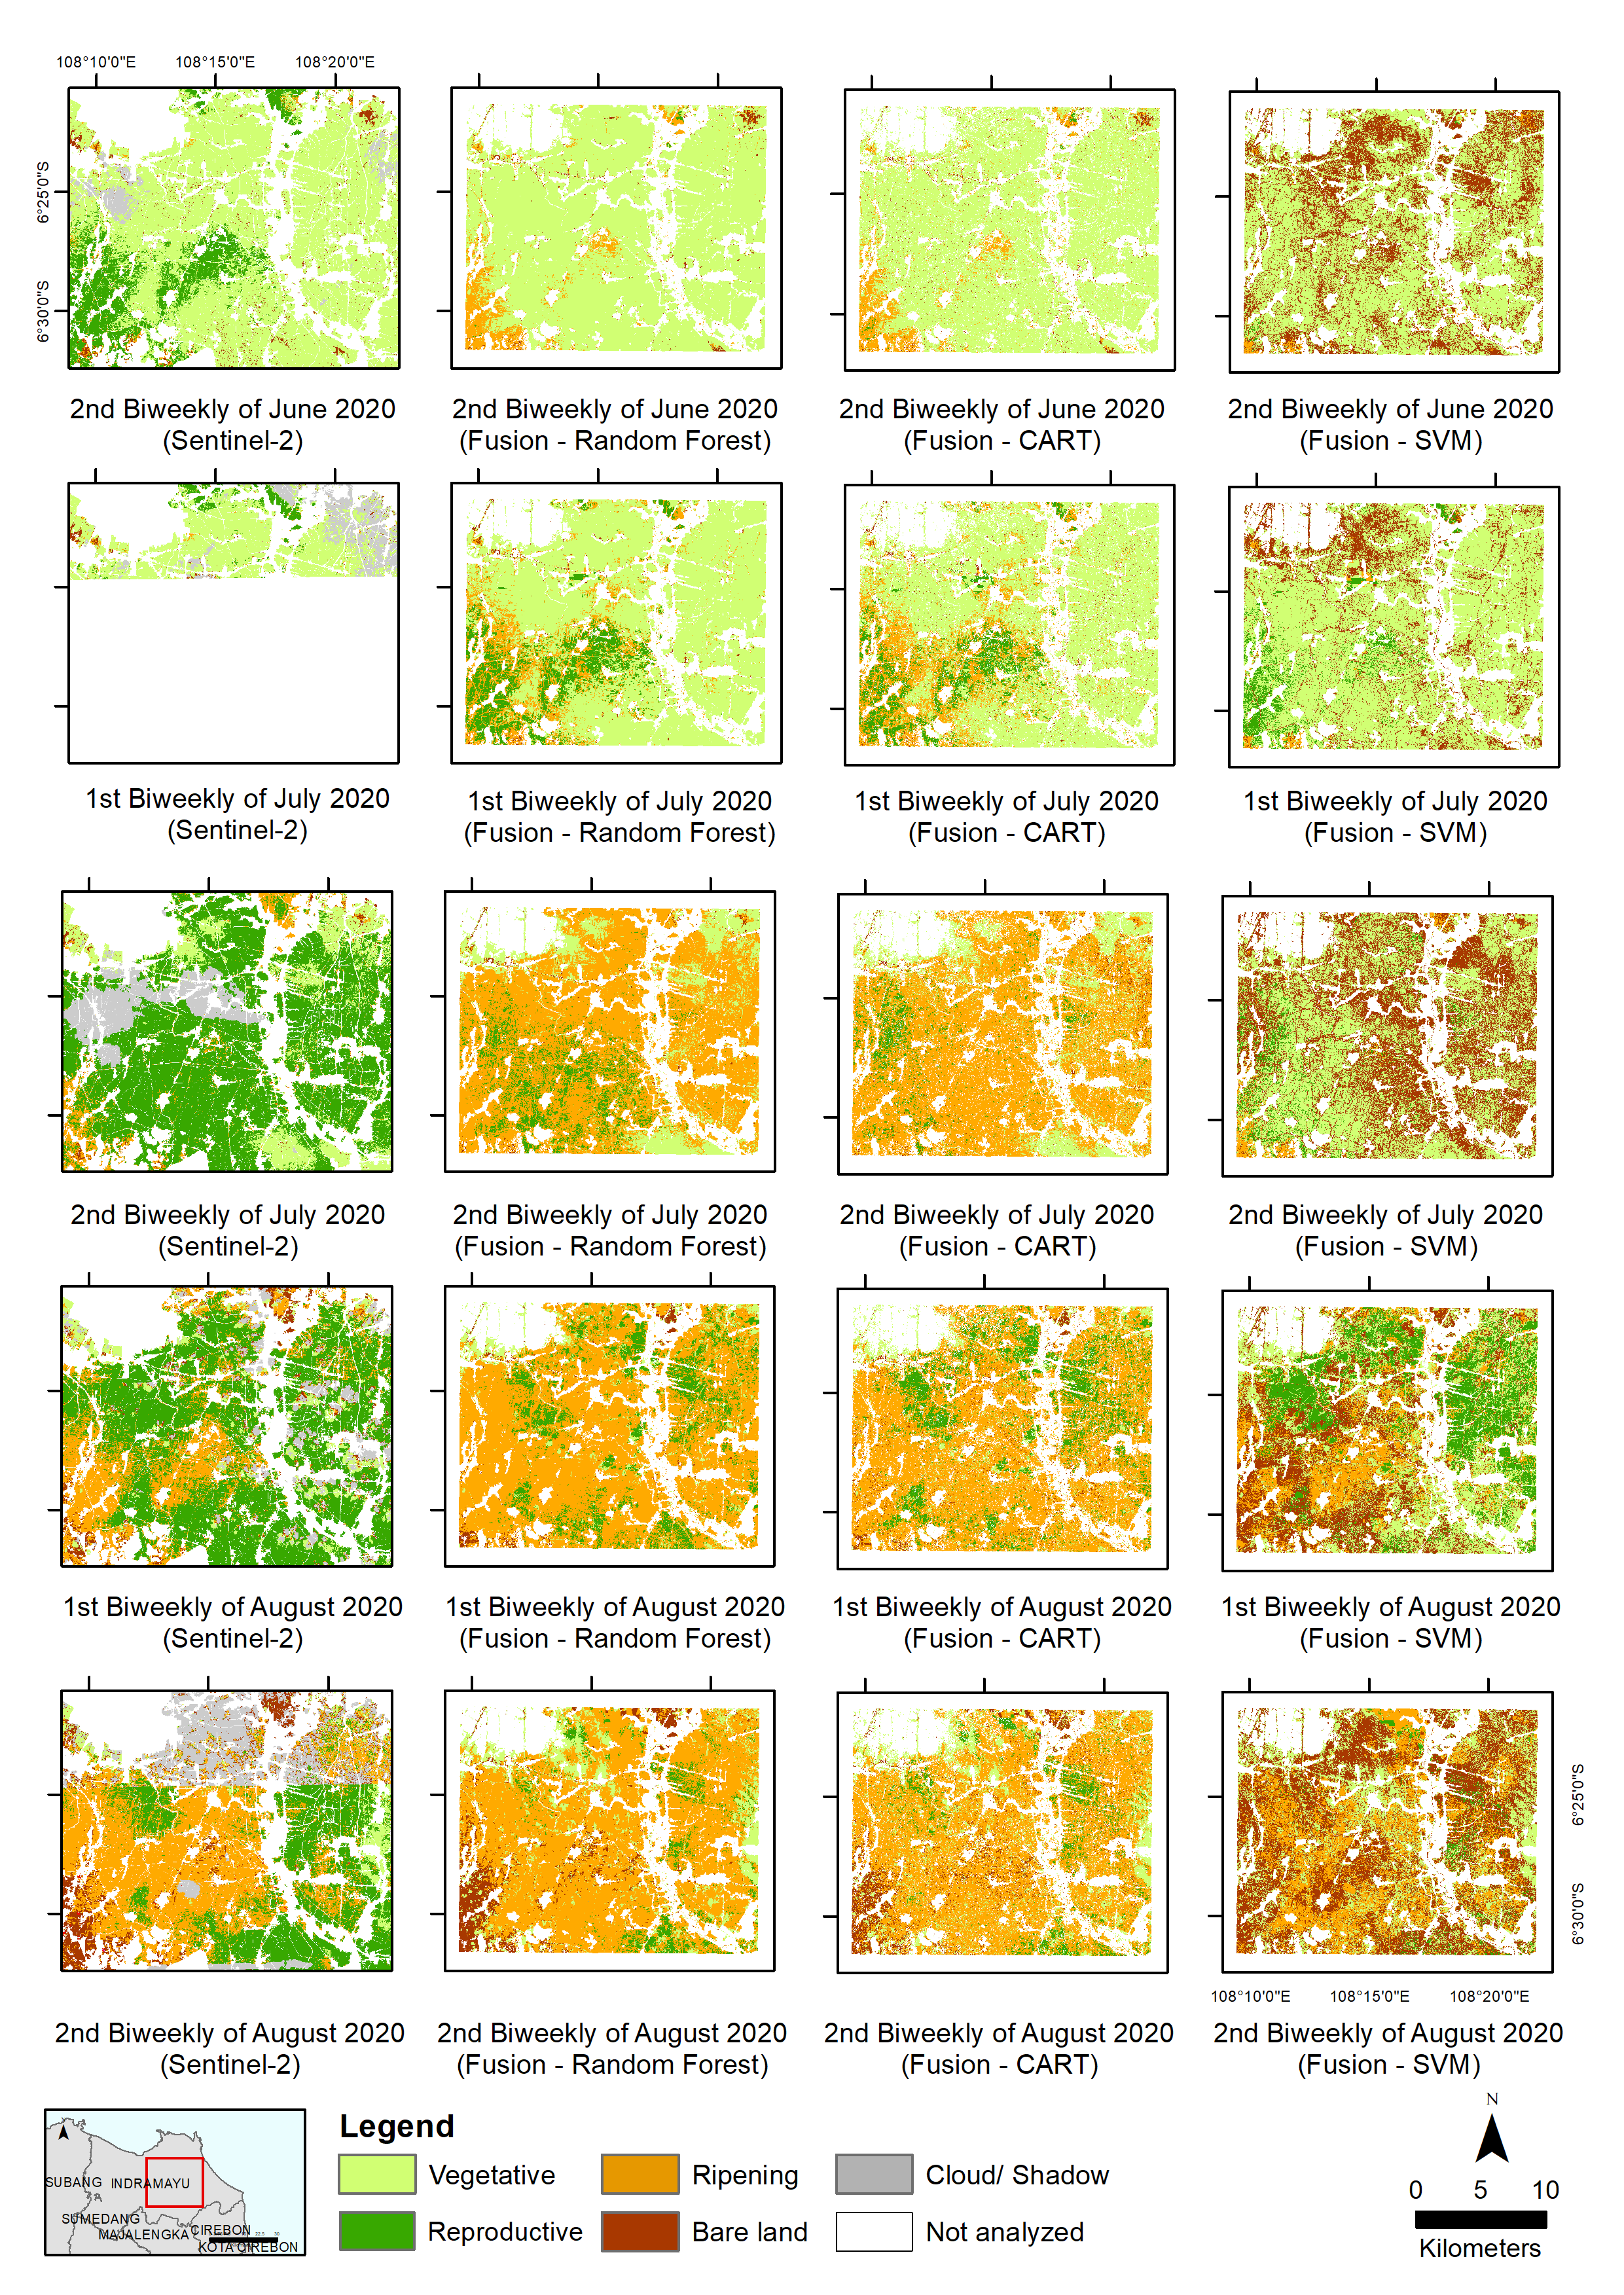 108°10'0"E 108°15'0"E 108°20'0"E
6°25'0"S
6°30'0"S
2nd Biweekly of June 2020
(Sentinel-2)
2nd Biweekly of June 2020
(Fusion - Random Forest)
2nd Biweekly of June 2020
(Fusion - CART)
2nd Biweekly of June 2020
(Fusion - SVM)
1st Biweekly of July 2020
(Sentinel-2)
1st Biweekly of July 2020
(Fusion - Random Forest)
1st Biweekly of July 2020
(Fusion - CART)
1st Biweekly of July 2020
(Fusion - SVM)
2nd Biweekly of July 2020
(Sentinel-2)
2nd Biweekly of July 2020
(Fusion - Random Forest)
2nd Biweekly of July 2020
(Fusion - CART)
2nd Biweekly of July 2020
(Fusion - SVM)
1st Biweekly of August 2020
(Sentinel-2)
1st Biweekly of August 2020
(Fusion - Random Forest)
1st Biweekly of August 2020
(Fusion - CART)
1st Biweekly of August 2020
(Fusion - SVM)
6°25'0"S
6°30'0"S
108°10'0"E 108°15'0"E 108°20'0"E
2nd Biweekly of August 2020
(Sentinel-2)
2nd Biweekly of August 2020
(Fusion - Random Forest)
2nd Biweekly of August 2020
(Fusion - CART)
2nd Biweekly of August 2020
(Fusion - SVM)
SUBANG INDRAMAYU
SUMEDANG
MAJALENGKA CIREBON
KOTA CIREBON
Legend
Vegetative
Ripening
Cloud/ Shadow
Reproductive
Bare land
Not analyzed
N
0 5 10
Kilometers